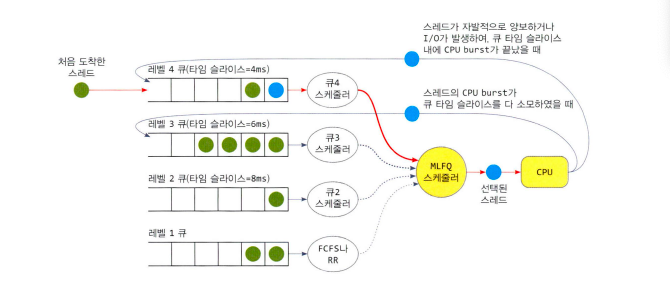 스레드가 자발적으로 양보하거나
I/O가 발생하여, 큐 타임 슬라이스
내에 CPU burst가 끝났을 때
처음 도착한
스레드
레벨 4 큐(타임 슬라이스=4ms)
큐4
스케줄러
스레드의 CPU burst가
큐 타임 슬라이스를 다 소모하였을 때
레벨 3 큐(타임 슬라이스=6ms)
큐3
스케줄러
MLFQ
스케줄러
CPU
선택된
스레드
레벨 2 큐(타임 슬라이스=8ms)
큐2
스케줄러
레벨 1 큐
FCFS나
RR